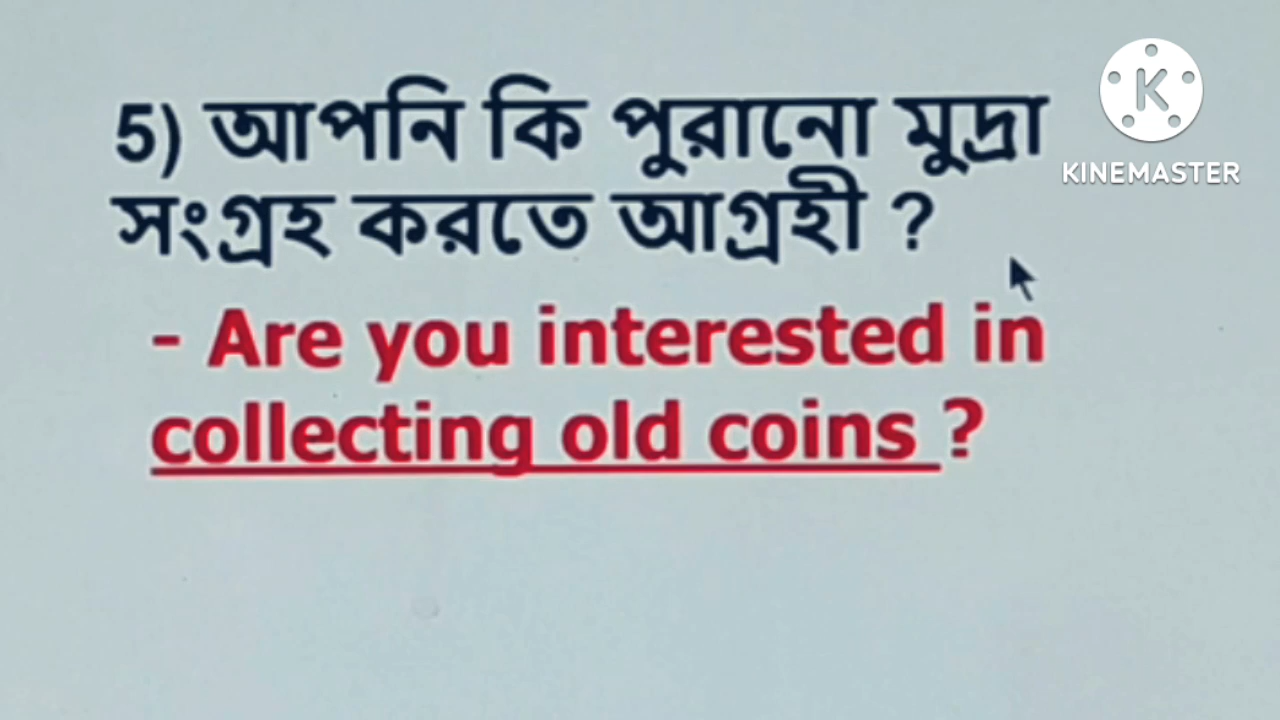 5) আপনি কি পুরানো মুদ্রা
সংগ্রহ করতে আগ্রহী ?
- Are you interested in
collecting old coins ?
K
KINEMASTER